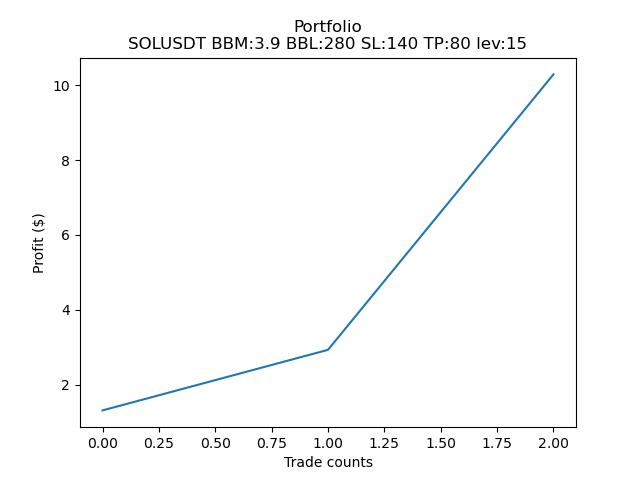 Portfolio
SOLUSDT BBM:3.9 BBL:280 SL:140 TP:80 lev:15
10
8
6
4
2
Profit ($)
0.00 0.25 0.50 0.75 1.00 1.25 1.50 1.75 2.00
Trade counts